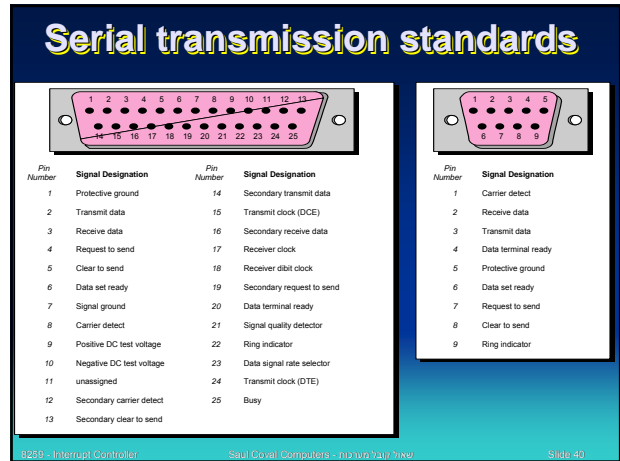 Serial transmission standards
1 2 3 4 5 6 7 8 9 10 11 12 13
14 15 16 17 18 19 20 21 22 23 24 25
Pin Number Signal Designation Pin Number Signal Designation
1 Protective ground 14 Secondary transmit data
2 Transmit data 15 Transmit clock (DCE)
3 Receive data 16 Secondary receive data
4 Request to send 17 Receiver clock
5 Clear to send 18 Receiver dibit clock
6 Data set ready 19 Secondary request to send
7 Signal ground 20 Data terminal ready
8 Carrier detect 21 Signal quality detector
9 Positive DC test voltage 22 Ring indicator
10 Negative DC test voltage 23 Data signal rate selector
11 unassigned 24 Transmit clock (DTE)
12 Secondary carrier detect 25 Busy
13 Secondary clear to send
1 2 3 4 5
6 7 8 9
Pin Number Signal Designation
1 Carrier detect
2 Receive data
3 Transmit data
4 Data terminal ready
5 Protective ground
6 Data set ready
7 Request to send
8 Clear to send
9 Ring indicator
8259 - Interrupt Controller Saul Coval Computers - שאול קובל מערכות Slide 40